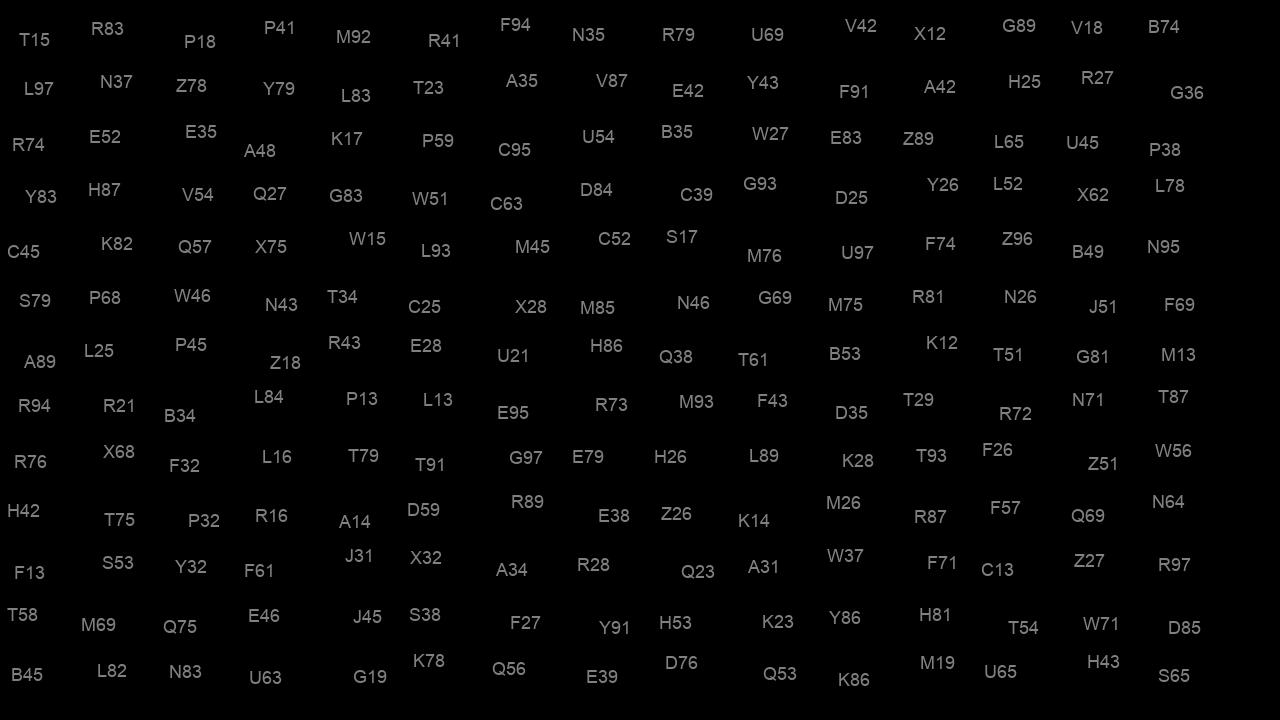 T15 R83 P18 P41 M92 R41 F94 N35 R79 U69 V42 X12 G89 V18 B74
L97 N37 Z78 Y79 L83 T23 A35 V87 E42 Y43 F91 A42 H25 R27 G36
R74 E52 E35 A48 K17 P59 C95 U54 B35 W27 E83 Z89 L65 U45 P38
Y83 H87 V54 Q27 G83 W51 C63 D84 C39 G93 D25 Y26 L52 X62 L78
C45 K82 Q57 X75 W15 L93 M45 C52 S17 M76 U97 F74 Z96 B49 N95
S79 P68 W46 N43 T34 C25 X28 M85 N46 G69 M75 R81 N26 J51 F69
A89 L25 P45 Z18 R43 E28 U21 H86 Q38 T61 B53 K12 T51 G81 M13
R94 R21 B34 L84 P13 L13 E95 R73 M93 F43 D35 T29 R72 N71 T87
R76 X68 F32 L16 T79 T91 G97 E79 H26 L89 K28 T93 F26 Z51 W56
H42 T75 P32 R16 A14 D59 R89 E38 Z26 K14 M26 R87 F57 Q69 N64
F13 S53 Y32 F61 J31 X32 A34 R28 Q23 A31 W37 F71 C13 Z27 R97
T58 M69 Q75 E46 J45 S38 F27 Y91 H53 K23 Y86 H81 T54 W71 D85
B45 L82 N83 U63 G19 K78 Q56 E39 D76 Q53 K86 M19 U65 H43 S65